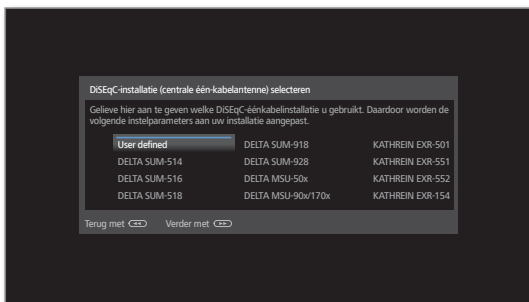 DiSEqC-installatie (centrale één-kabelantenne) selecteren
Gelieve hier aan te geven welke DiSEqC-éénkabelinstallatie u gebruikt. Daardoor worden de
volgende instelparameters aan uw installatie aangepast.
User defined DELTA SUM-918 KATHREIN EXR-501
DELTA SUM-514 DELTA SUM-928 KATHREIN EXR-551
DELTA SUM-516 DELTA MSU-50x KATHREIN EXR-552
DELTA SUM-518 DELTA MSU-90x/170x KATHREIN EXR-154
Terug met Verder met